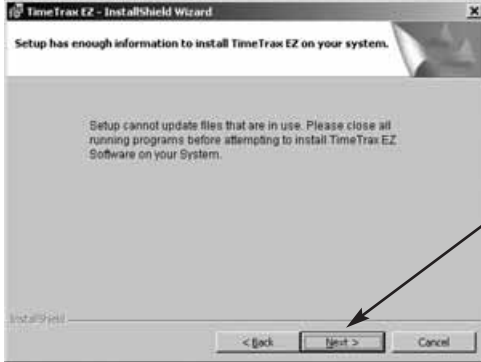 TimeTrax EZ - InstallShield Wizard
Setup has enough information to install TimeTrax EZ on your system.
Setup cannot update files that are in use. Please close all
running programs before attempting to install TimeTrax EZ
Software on your System.
InstallShield
< Back Next > Cancel